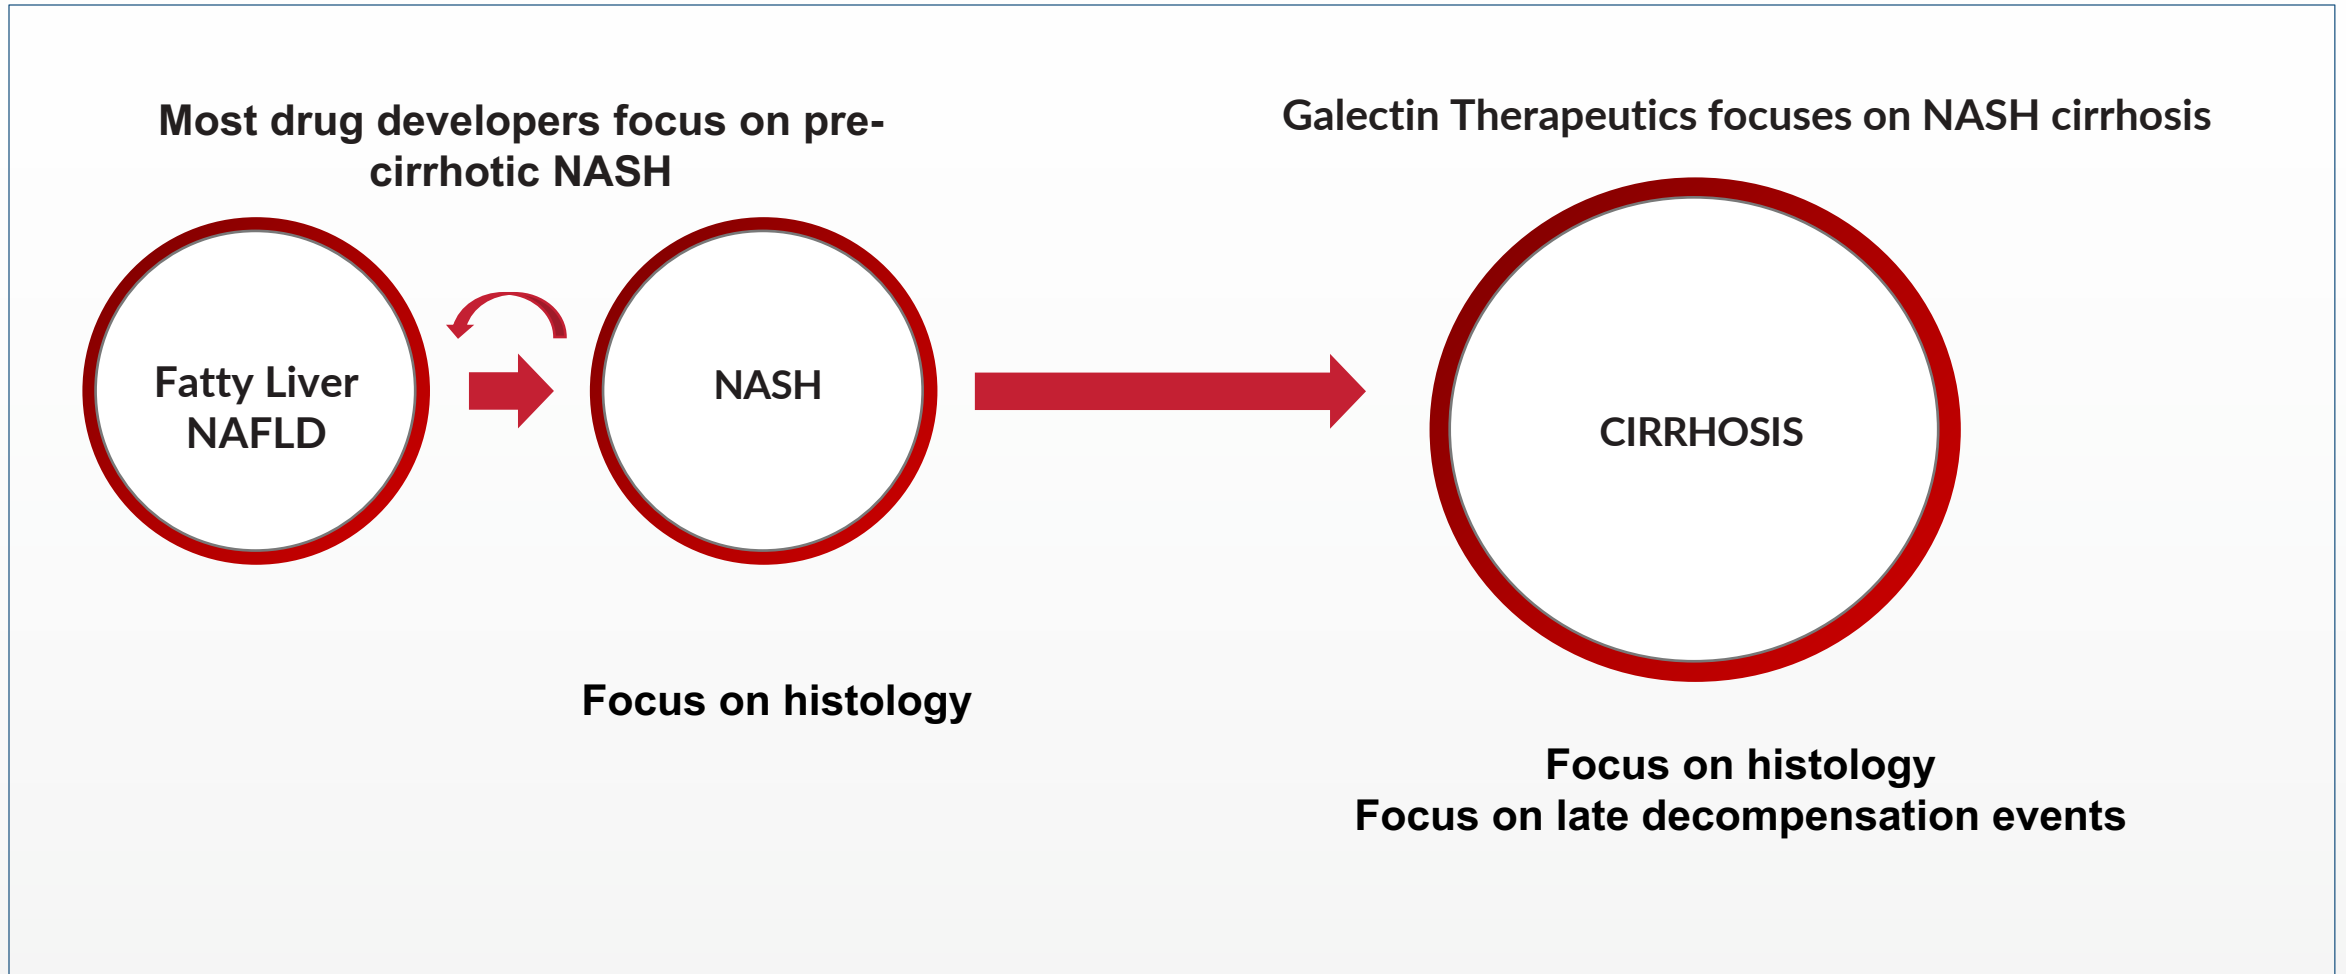 Most drug developers focus on pre-
cirrhotic NASH
Galectin Therapeutics focuses on NASH cirrhosis
Fatty Liver
NAFLD
NASH
CIRRHOSIS
Focus on histology
Focus on histology
Focus on late decompensation events